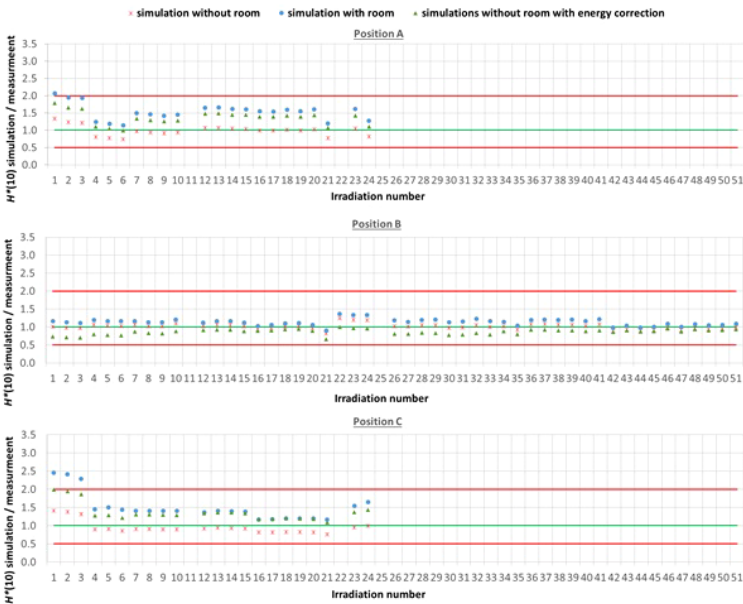 simulation without room simulation with room simulations without room with energy correction
Position A
H*(10) simulation / measurmeent
3.5
3.0
2.5
2.0
1.5
1.0
0.5
0.0
1 2 3 4 5 6 7 8 9 10 11 12 13 14 15 16 17 18 19 20 21 22 23 24 25 26 27 28 29 30 31 32 33 34 35 36 37 38 39 40 41 42 43 44 45 46 47 48 49 50 51
Irradiation number
Position B
H*(10) simulation / measurmeent
3.5
3.0
2.5
2.0
1.5
1.0
0.5
0.0
1 2 3 4 5 6 7 8 9 10 11 12 13 14 15 16 17 18 19 20 21 22 23 24 25 26 27 28 29 30 31 32 33 34 35 36 37 38 39 40 41 42 43 44 45 46 47 48 49 50 51
Irradiation number
Position C
H*(10) simulation / measurmeent
3.5
3.0
2.5
2.0
1.5
1.0
0.5
0.0
1 2 3 4 5 6 7 8 9 10 11 12 13 14 15 16 17 18 19 20 21 22 23 24 25 26 27 28 29 30 31 32 33 34 35 36 37 38 39 40 41 42 43 44 45 46 47 48 49 50 51
Irradiation number